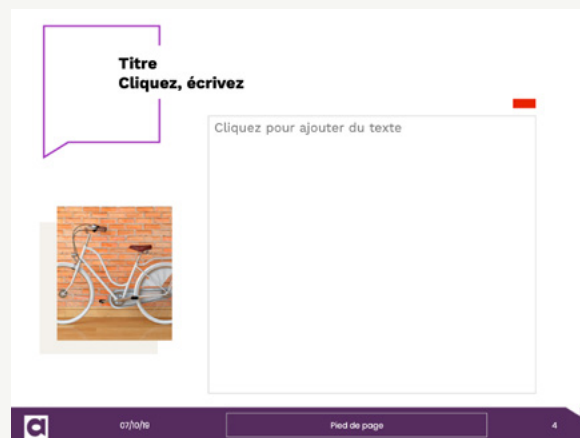 Titre
Cliquez, écrivez
Cliquez pour ajouter du texte
a
07/10/19
Pied de page
4